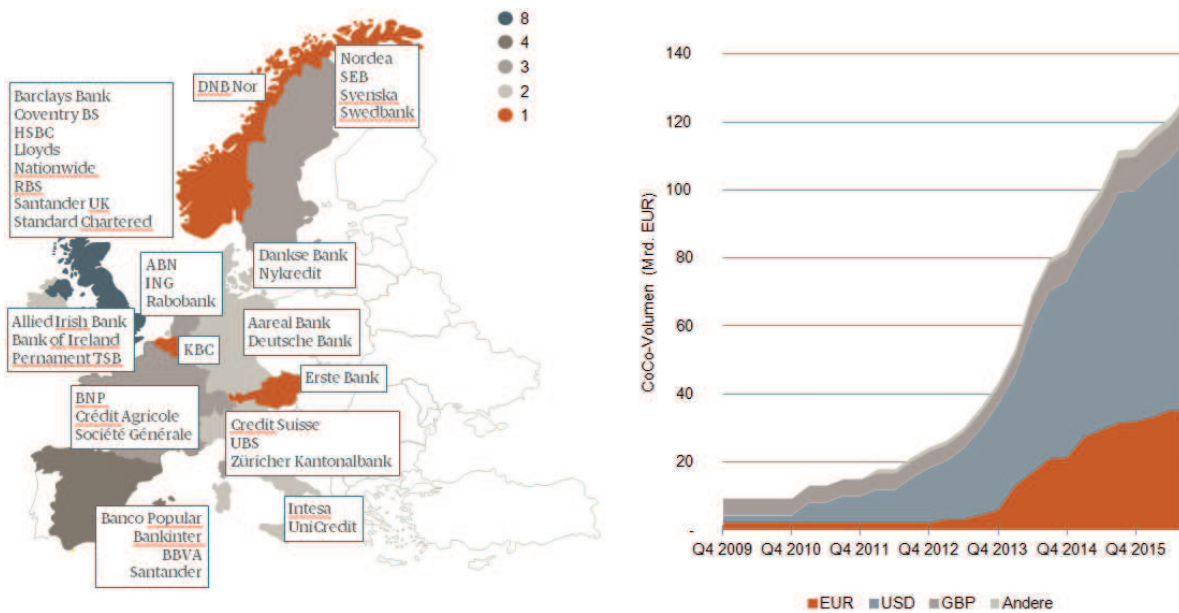 8
4
3
2
1
DNB Nor
Nordea
SEB
Svenska
Swedbank
Barclays Bank
Coventry BS
HSBC
Lloyds
Nationwide
RBS
Santander UK
Standard Chartered
ABN
ING
Rabobank
Dankse Bank
Nykredit
Allied Irish Bank
Bank of Ireland
Pernament TSB
KBC
Aareal Bank
Deutsche Bank
Erste Bank
BNP
Crédit Agricole
Société Générale
Credit Suisse
UBS
Züricher Kantonalbank
Intesa
UniCredit
Banco Popular
Bankinter
BBVA
Santander
CoCo-Volumen (Mrd. EUR)
140
120
100
80
60
40
20
-
Q4 2009 Q4 2010 Q4 2011 Q4 2012 Q4 2013 Q4 2014 Q4 2015
EUR USD GBP Andere